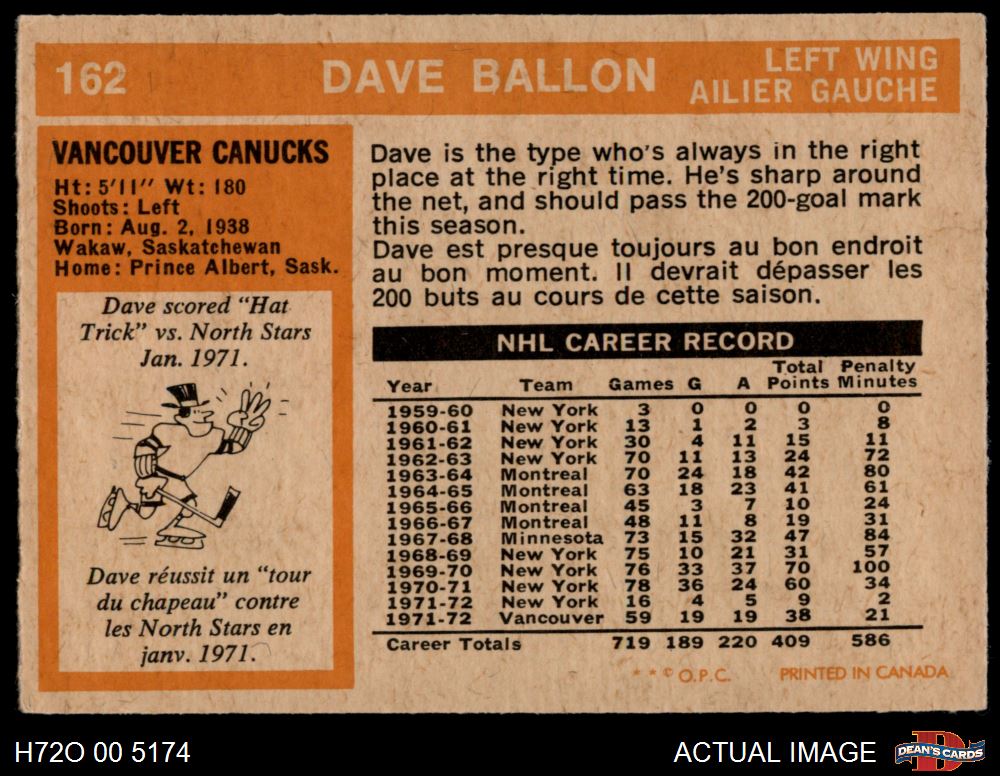 162 DAVE BALLON LEFT WING
AILIER GAUCHE
VANCOUVER CANUCKS
Ht: 5'11" Wt: 180
Shoots: Left
Born: Aug. 2, 1938
Wakaw, Saskatchewan
Home: Prince Albert, Sask.
Dave scored "Hat
Trick" vs. North Stars
Jan. 1971.
Dave réussit un "tour
du chapeau" contre
les North Stars en
janv. 1971.
Dave is the type who's always in the right
place at the right time. He's sharp around
the net, and should pass the 200-goal mark
this season.
Dave est presque toujours au bon endroit
au bon moment. Il devrait dépasser les
200 buts au cours de cette saison.
NHL CAREER RECORD
Year Team Games G A Total Points Penalty Minutes
1959-60 New York 3 0 0 0 0
1960-61 New York 13 1 2 3 8
1961-62 New York 30 4 11 15 11
1962-63 New York 70 11 13 24 72
1963-64 Montreal 70 24 18 42 80
1964-65 Montreal 63 18 23 41 61
1965-66 Montreal 45 3 7 10 24
1966-67 Montreal 48 11 8 19 31
1967-68 Minnesota 73 15 32 47 84
1968-69 New York 75 10 21 31 57
1969-70 New York 76 33 37 70 100
1970-71 New York 78 36 24 60 34
1971-72 New York 16 4 5 9 2
1971-72 Vancouver 59 19 19 38 21
Career Totals 719 189 220 409 586
* * © O.P.C. PRINTED IN CANADA
H72O 00 5174 ACTUAL IMAGE DEAN'S CARDS